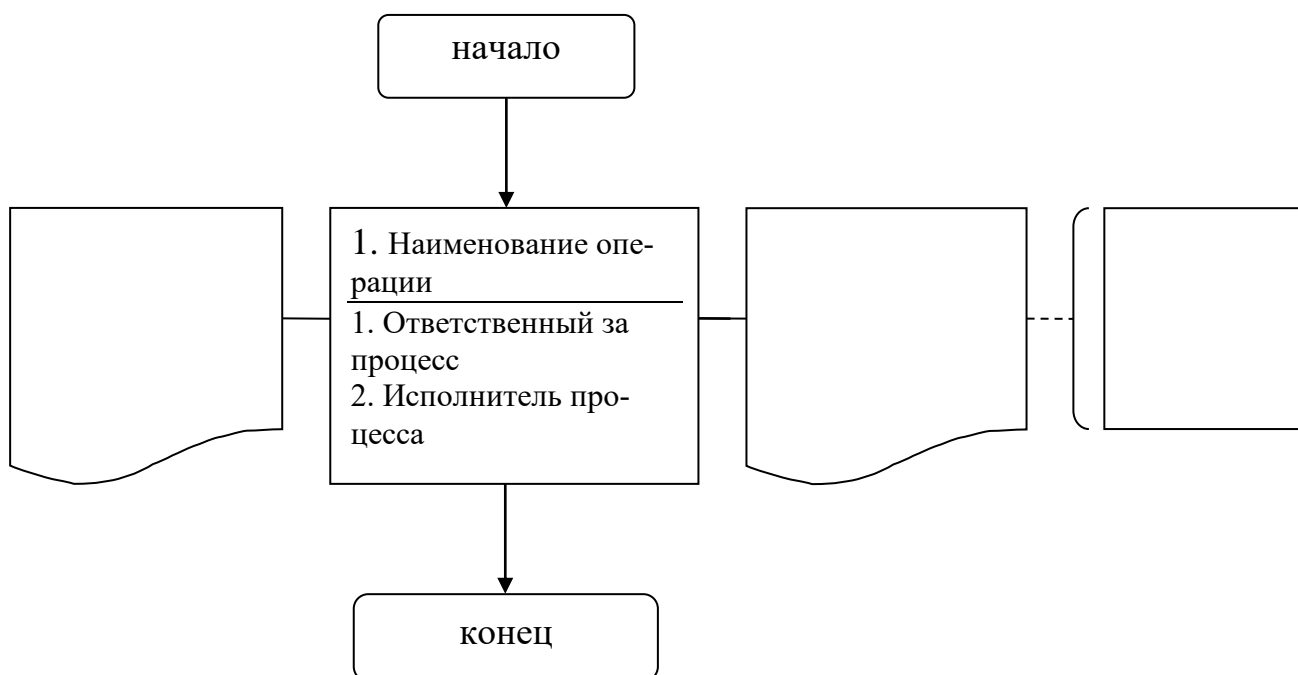 начало
1. Наименование опе-
рации
1. Ответственный за
процесс
2. Исполнитель про-
цесса
конец